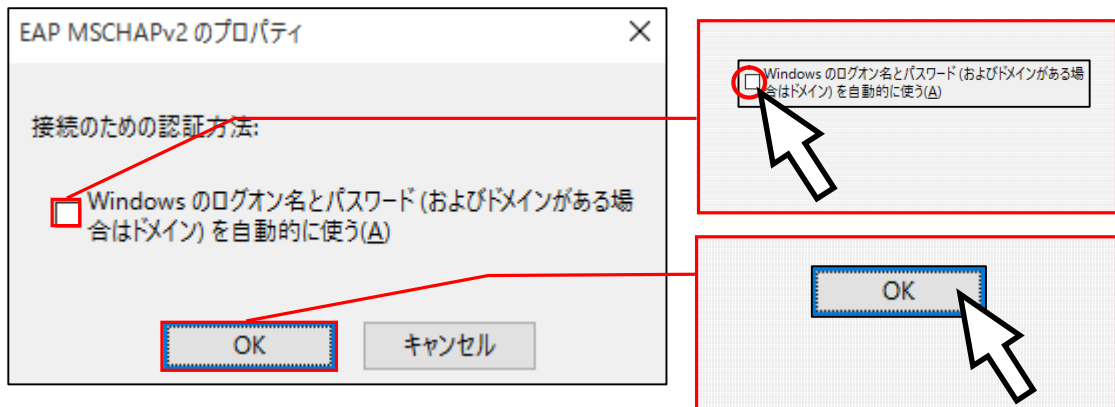 EAP MSCHAPv2 のプロパティ
接続のための認証方法:
Windows のログオン名とパスワード (およびドメインがある場
合はドメイン) を自動的に使う(A)
OK
キャンセル
Windows のログオン名とパスワード (およびドメインがある場
合はドメイン) を自動的に使う(A)
OK